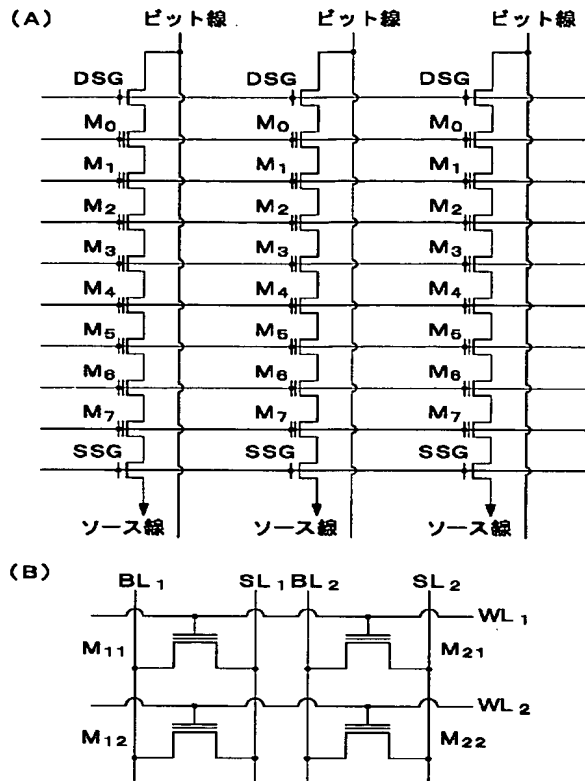 (A) ビット線 ビット線 ビット線
DSG DSG DSG
M0 M0 M0
M1 M1 M1
M2 M2 M2
M3 M3 M3
M4 M4 M4
M5 M5 M5
M6 M6 M6
M7 M7 M7
SSG SSG SSG
ソース線 ソース線 ソース線
(B) BL1 SL1 BL2 SL2
WL1
M11 M21
WL2
M12 M22